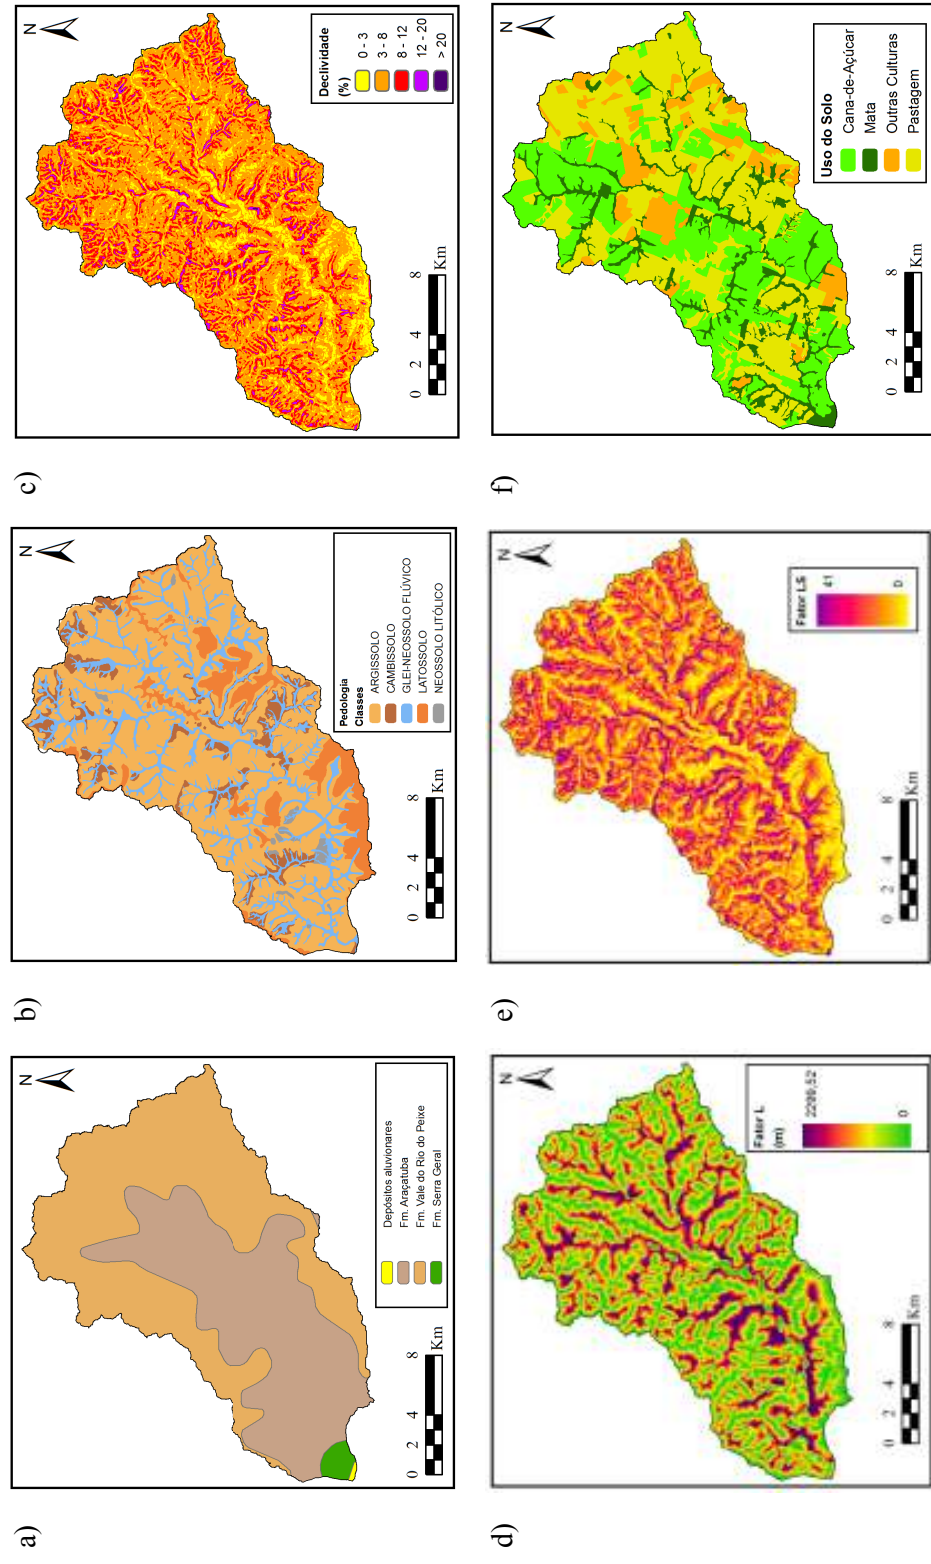 a)
N
Depósitos aluvionares
Fm. Araçatuba
Fm. Vale do Rio do Peixe
Fm. Serra Geral
0 2 4 8
Km
b)
N
Pedologia
Classes
ARGISSOLO
CAMBISSOLO
GLEI-NEOSSOLO FLÚVICO
LATOSSOLO
NEOSSOLO LITÓLICO
0 2 4 8
Km
c)
N
Declividade
(%)
0 - 3
3 - 8
8 - 12
12 - 20
> 20
0 2 4 8
Km
d)
N
Fator L
(m)
2299,52
0
0 2 4 8
Km
e)
N
Fator LS
41
0
0 2 4 8
Km
f)
N
Uso do Solo
Cana-de-Açúcar
Mata
Outras Culturas
Pastagem
0 2 4 8
Km